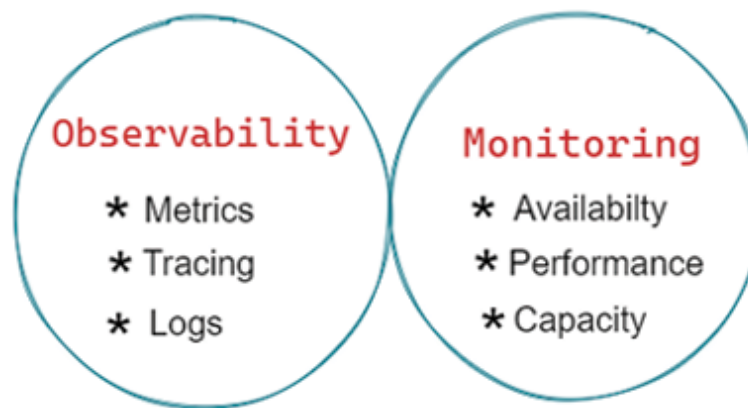 Observability
* Metrics
* Tracing
* Logs
Monitoring
* Availabilty
* Performance
* Capacity